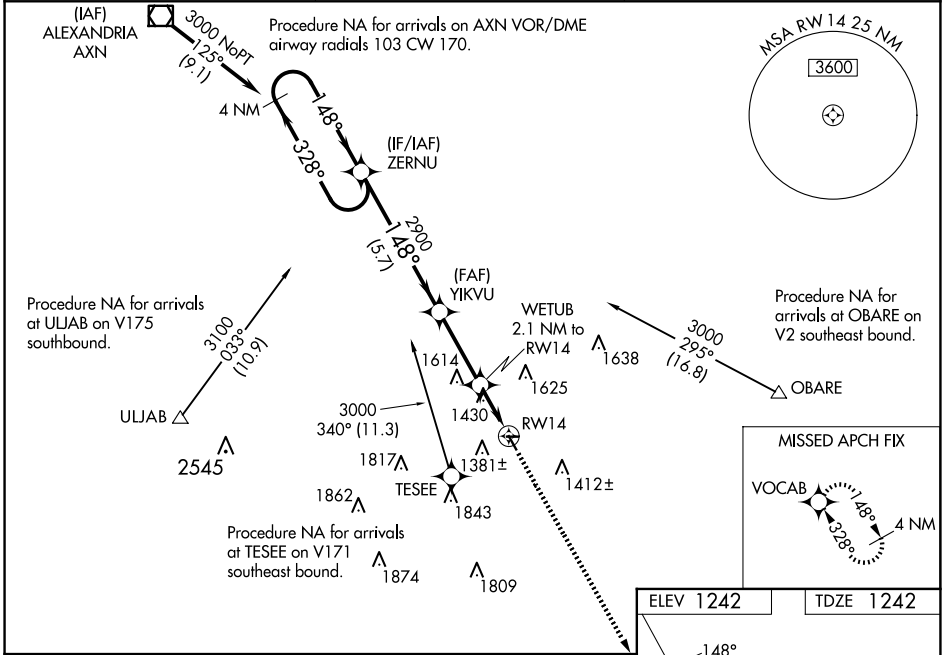 (IAF)
ALEXANDRIA
AXN
3000 NoPT
125°
(9.1)
Procedure NA for arrivals on AXN VOR/DME
airway radials 103 CW 170.
MSA RW 14 25 NM
3600
4 NM
148°
328°
(IF/IAF)
ZERNU
2900
148°
(5.7)
(FAF)
YIKVU
Procedure NA for arrivals
at ULJAB on V175
southbound.
3100
033°
(10.9)
ULJAB
2545
WETUB
2.1 NM to
RW14
1614
1625
1638
1430
Procedure NA for
arrivals at OBARE on
V2 southeast bound.
3000
295°
(16.8)
OBARE
3000
340° (11.3)
RW14
1381±
1817
TESEE
1412±
1862
1843
Procedure NA for arrivals
at TESEE on V171
southeast bound.
1874
1809
MISSED APCH FIX
VOCAB
148°
328°
4 NM
ELEV 1242
TDZE 1242
148°